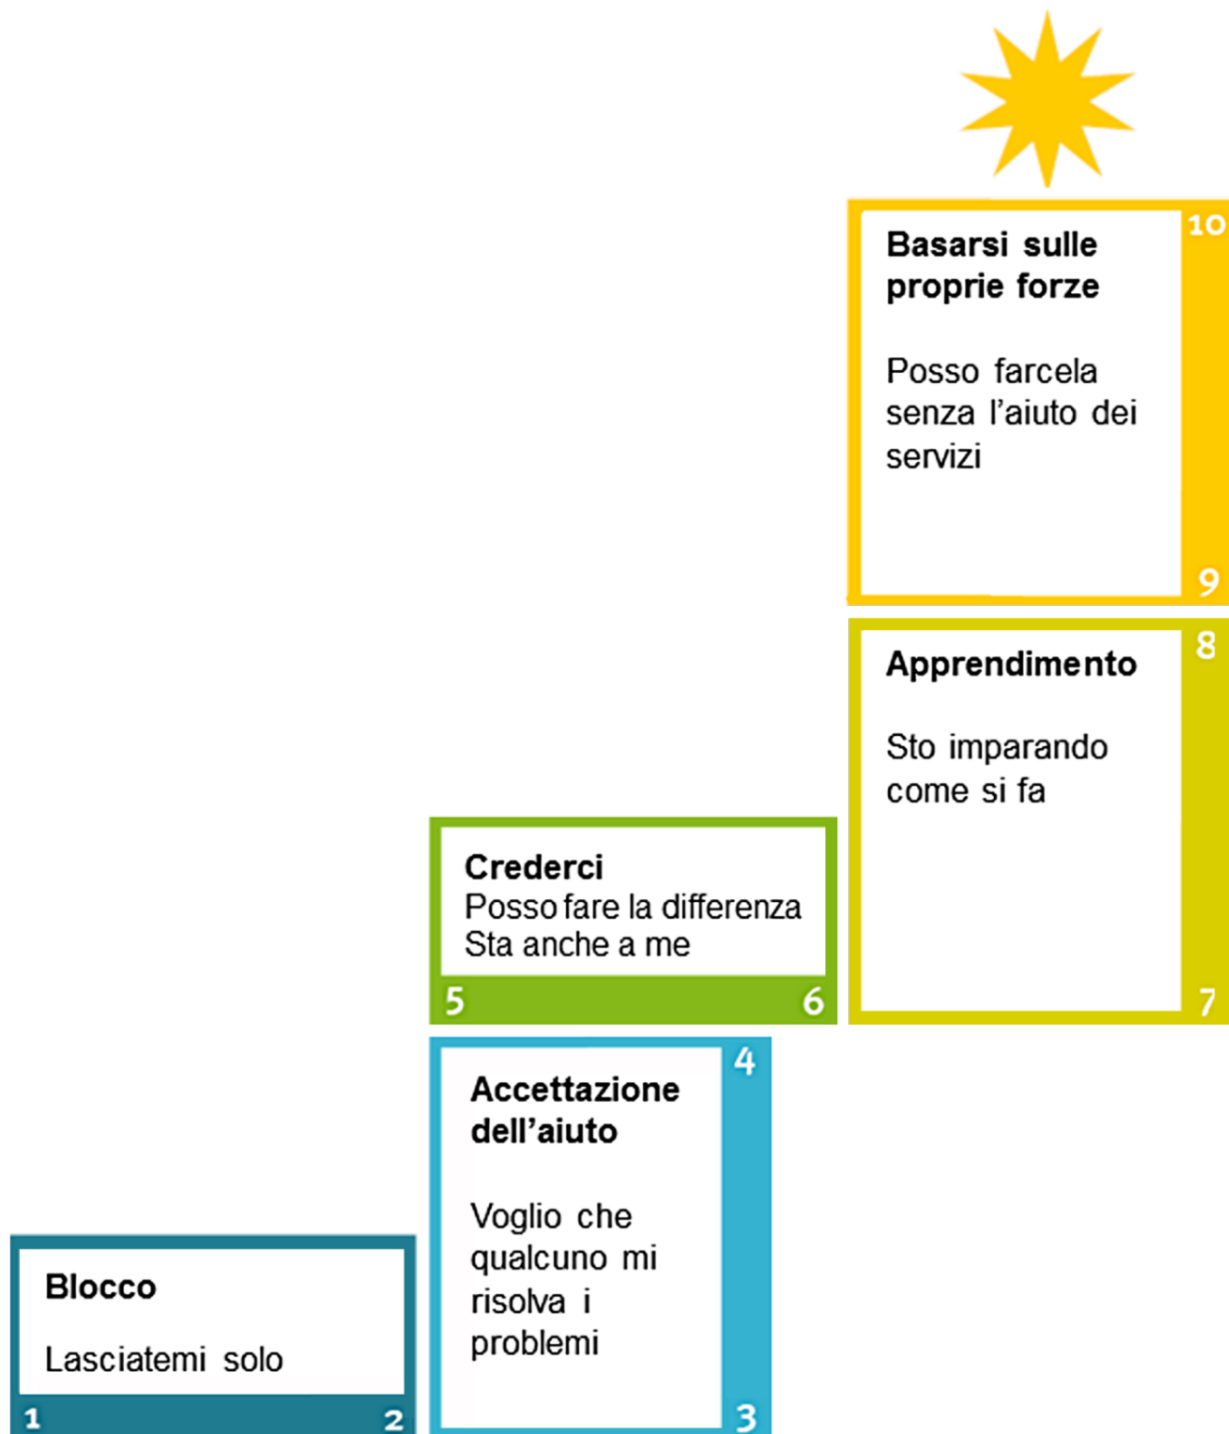 10
Basarsi sulle
proprie forze
Posso farcela
senza l'aiuto dei
servizi
9
8
Apprendimento
Sto imparando
come si fa
7
Crederci
Posso fare la differenza
Sta anche a me
5 6
4
Accettazione
dell'aiuto
Voglio che
qualcuno mi
risolva i
problemi
3
Blocco
Lasciatemi solo
1 2